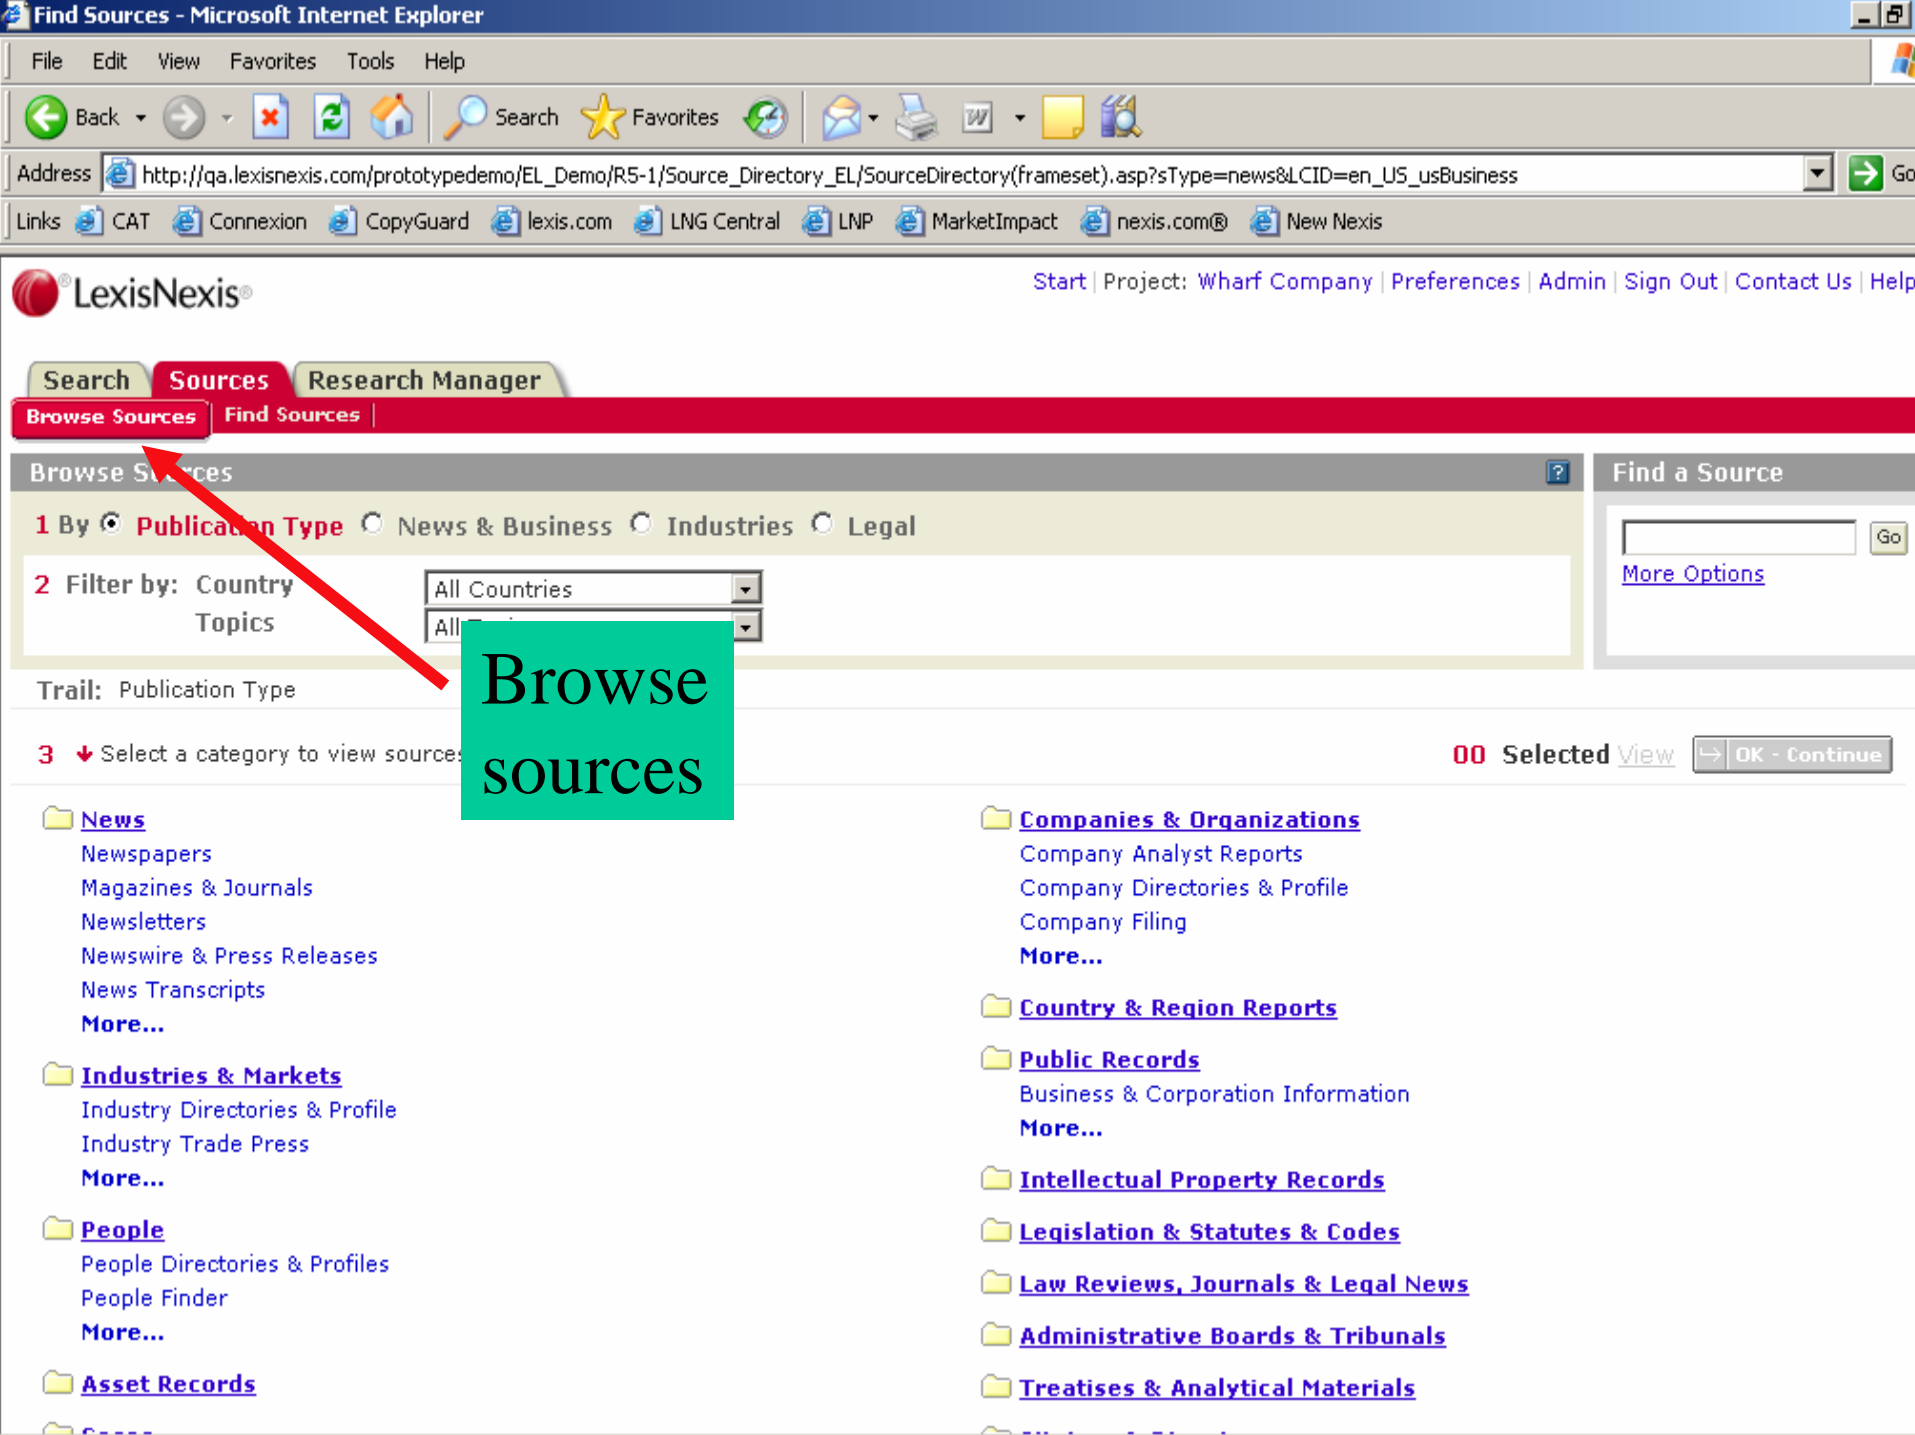 Find Sources - Microsoft Internet Explorer
File Edit View Favorites Tools Help
Back Search Favorites
Address http://qa.lexisnexis.com/prototypedemo/EL_Demo/R5-1/Source_Directory_EL/SourceDirectory(frameset).asp?sType=news&LCID=en_US_usBusiness Go
Links CAT Connexion CopyGuard lexis.com LNG Central LNP MarketImpact nexis.com® New Nexis
LexisNexis® Start | Project: Wharf Company | Preferences | Admin | Sign Out | Contact Us | Help
Search Sources Research Manager
Browse Sources | Find Sources |
Browse Sources ? Find a Source
1 By Publication Type News & Business Industries Legal
Go
2 Filter by: Country All Countries
More Options
Topics All
Browse
sources
Trail: Publication Type
3 Select a category to view sources 00 Selected View OK - Continue
News
Newspapers
Magazines & Journals
Newsletters
Newswire & Press Releases
News Transcripts
More...
Industries & Markets
Industry Directories & Profile
Industry Trade Press
More...
People
People Directories & Profiles
People Finder
More...
Asset Records
Companies & Organizations
Company Analyst Reports
Company Directories & Profile
Company Filing
More...
Country & Region Reports
Public Records
Business & Corporation Information
More...
Intellectual Property Records
Legislation & Statutes & Codes
Law Reviews, Journals & Legal News
Administrative Boards & Tribunals
Treatises & Analytical Materials